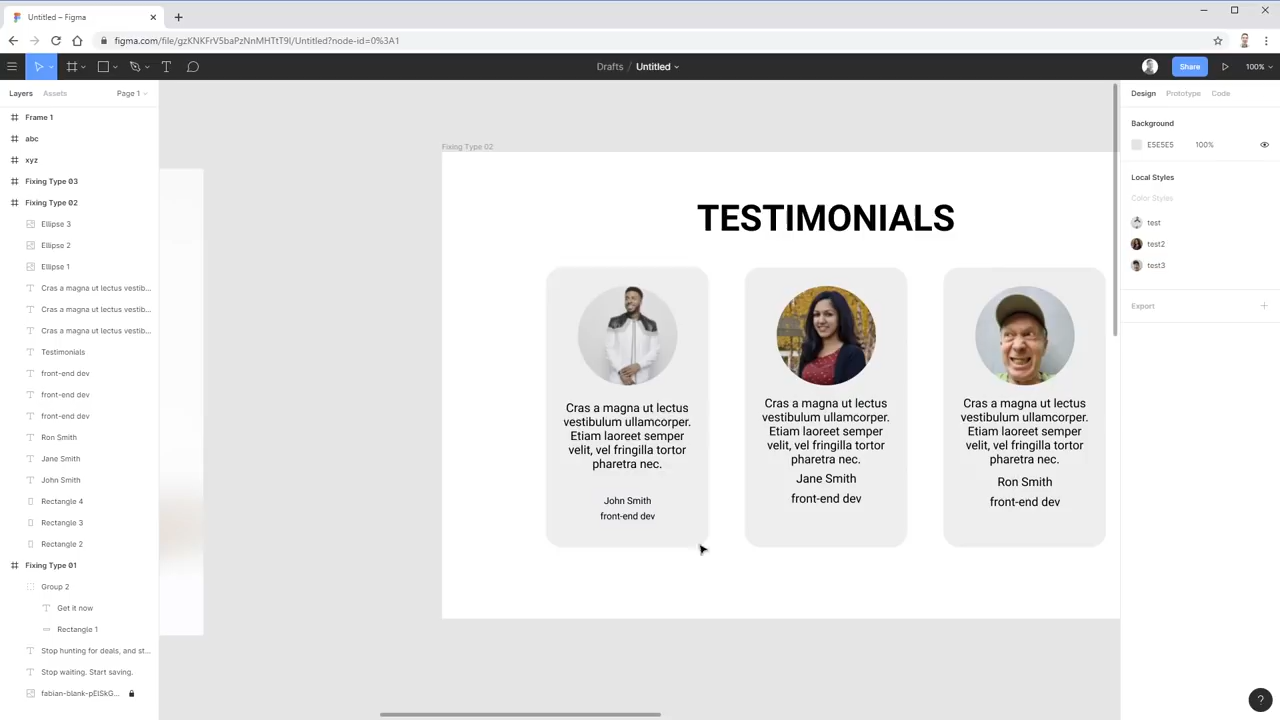 Untitled – Figma
figma.com/file/gzKNKFrV5baPzNnMHTtT9l/Untitled?node-id=0%3A1
Drafts / Untitled
Share
100%
Layers
Assets
Page 1
Frame 1
abc
xyz
Fixing Type 03
Fixing Type 02
Ellipse 3
Ellipse 2
Ellipse 1
Cras a magna ut lectus vestib...
Cras a magna ut lectus vestib...
Cras a magna ut lectus vestib...
Testimonials
front-end dev
front-end dev
front-end dev
Ron Smith
Jane Smith
John Smith
Rectangle 4
Rectangle 3
Rectangle 2
Fixing Type 01
Group 2
Get it now
Rectangle 1
Stop hunting for deals, and st...
Stop waiting. Start saving.
fabian-blank-pElSkG...
Fixing Type 02
TESTIMONIALS
Cras a magna ut lectus
vestibulum ullamcorper.
Etiam laoreet semper
velit, vel fringilla tortor
pharetra nec.
John Smith
front-end dev
Cras a magna ut lectus
vestibulum ullamcorper.
Etiam laoreet semper
velit, vel fringilla tortor
pharetra nec.
Jane Smith
front-end dev
Cras a magna ut lectus
vestibulum ullamcorper.
Etiam laoreet semper
velit, vel fringilla tortor
pharetra nec.
Ron Smith
front-end dev
Design
Prototype
Code
Background
E5E5E5
100%
Local Styles
Color Styles
test
test2
test3
Export
?